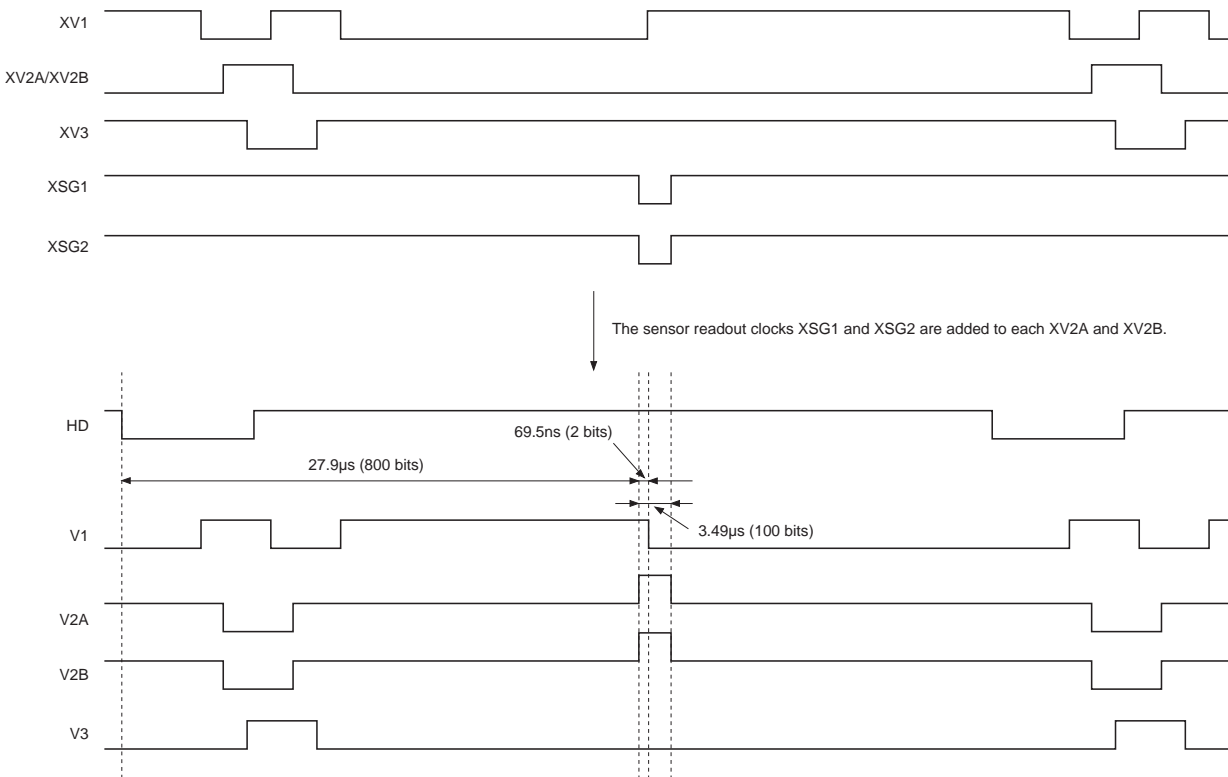 XV1
XV2A/XV2B
XV3
XSG1
XSG2
The sensor readout clocks XSG1 and XSG2 are added to each XV2A and XV2B.
HD
69.5ns (2 bits)
27.9μs (800 bits)
3.49μs (100 bits)
V1
V2A
V2B
V3